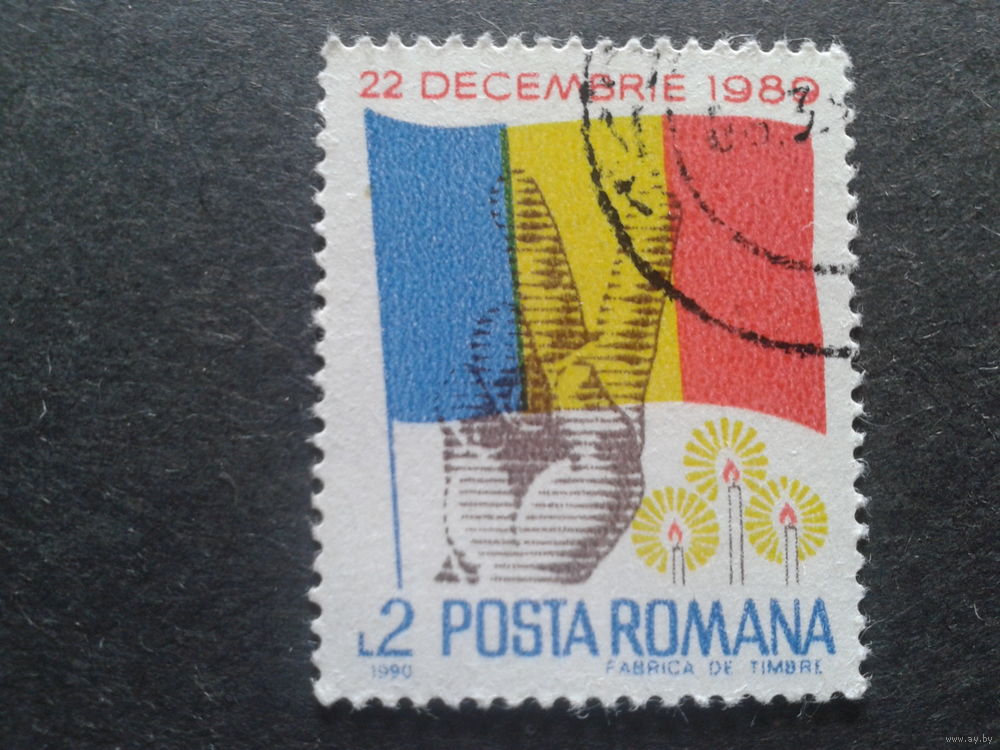 22 DECEMBRIE 1989
L2 POSTA ROMANA
1990 FABRICA DE TIMBRE
www.ay.by